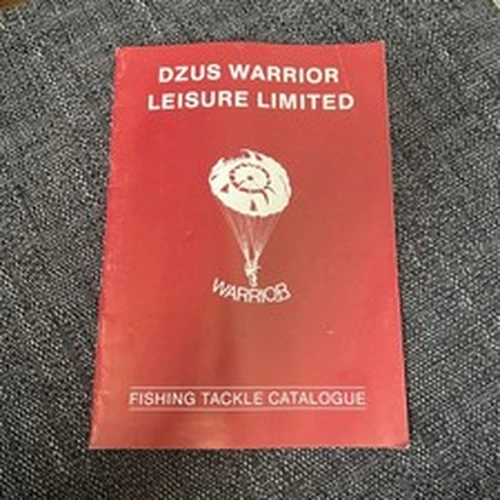 DZUS WARRIOR
LEISURE LIMITED
WARRIOR
FISHING TACKLE CATALOGUE